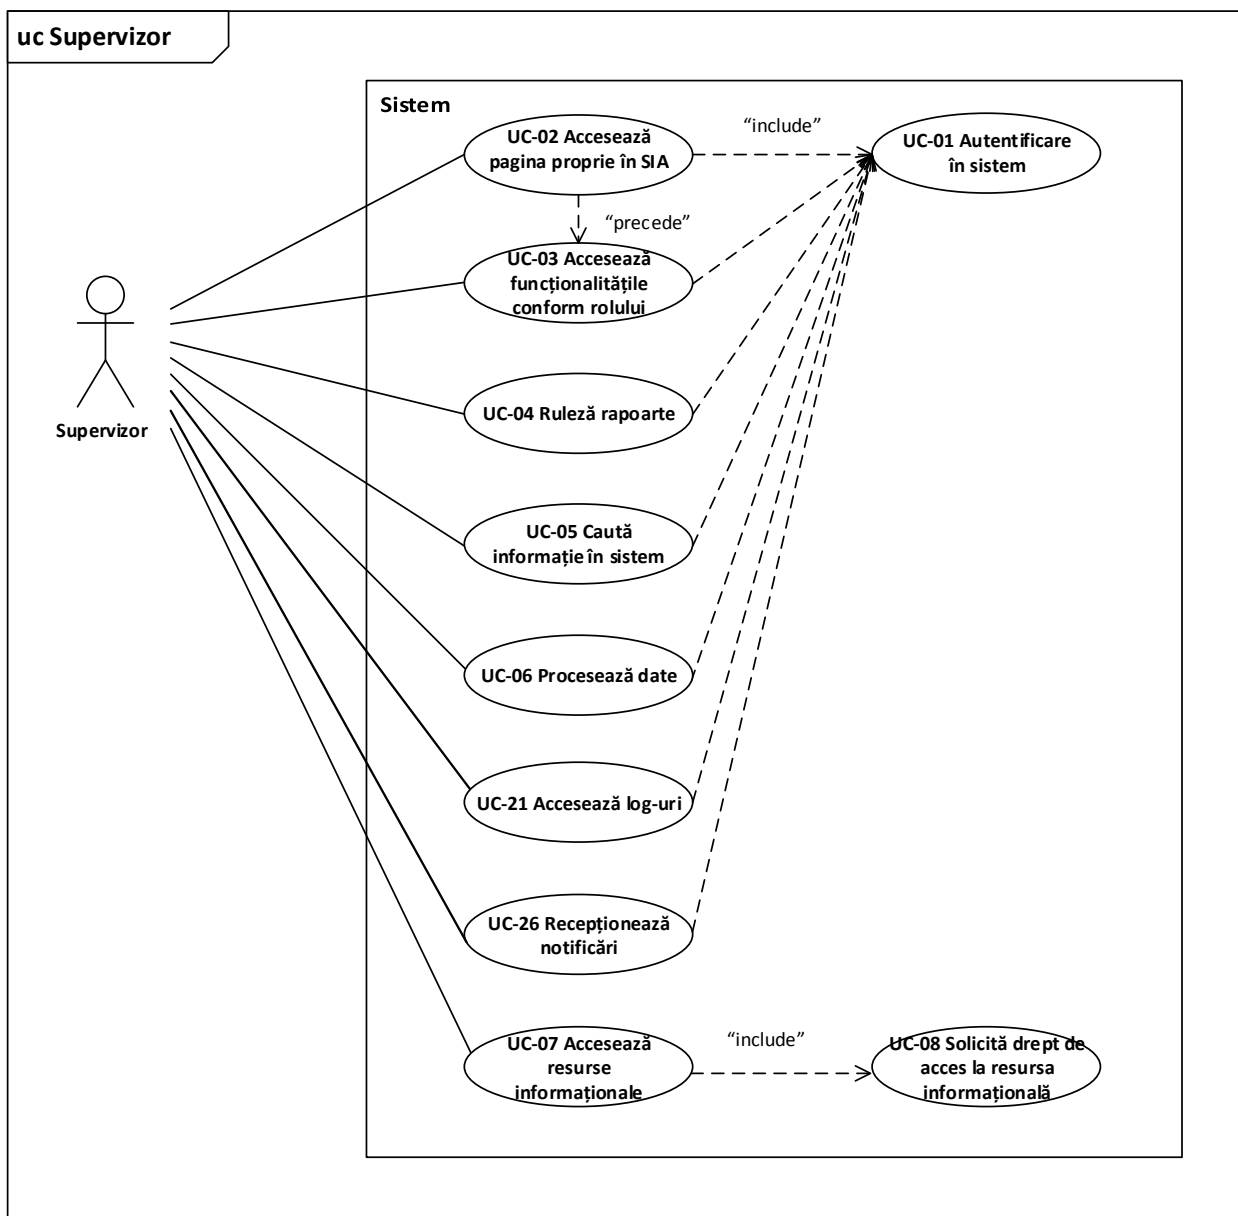 uc Supervizor
Sistem
UC-02 Accesează
pagina proprie în SIA
“include”
UC-01 Autentificare
în sistem
“precede”
UC-03 Accesează
funcționalitățile
conform rolului
UC-04 Ruleză rapoarte
Supervizor
UC-05 Caută
informație în sistem
UC-06 Procesează date
UC-21 Accesează log-uri
UC-26 Recepționează
notificări
UC-07 Accesează
resurse
informaționale
“include”
UC-08 Solicită drept de
acces la resursa
informațională